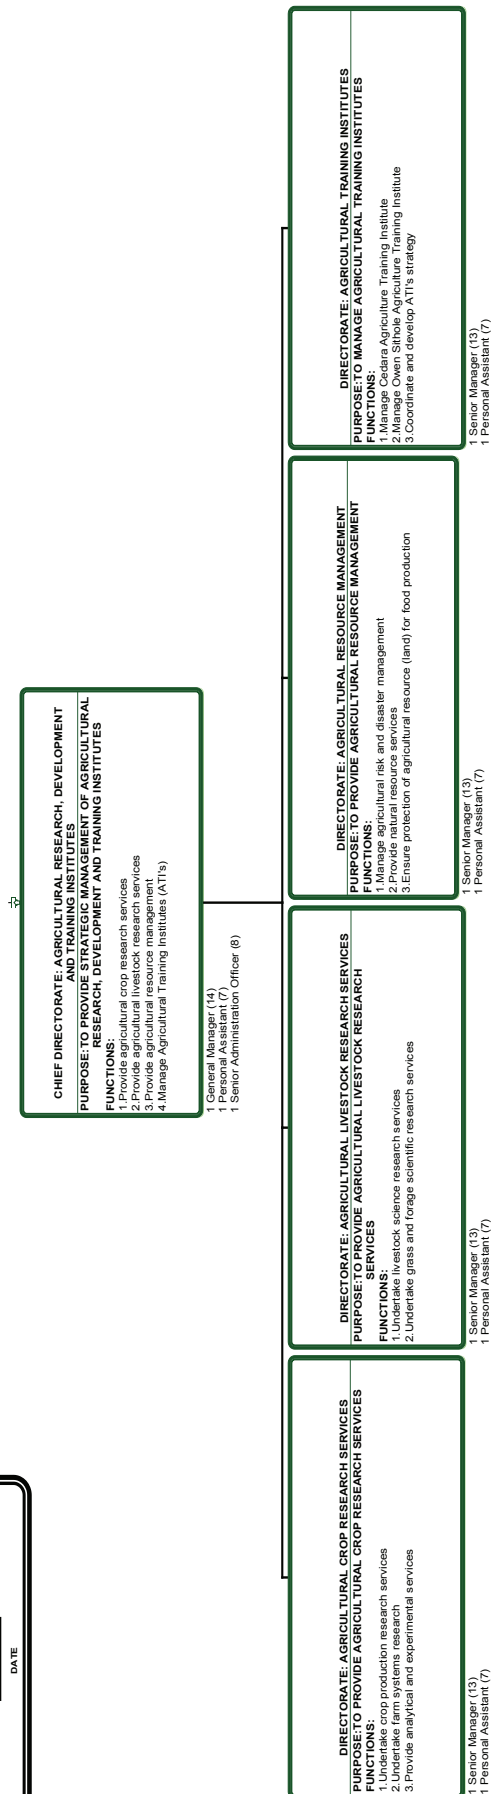 DATE
CHIEF DIRECTORATE: AGRICULTURAL RESEARCH, DEVELOPMENT
AND TRAINING INSTITUTES
PURPOSE:TO PROVIDE STRATEGIC MANAGEMENT OF AGRICULTURAL
RESEARCH, DEVELOPMENT AND TRAINING INSTITUTES
FUNCTIONS:
1.Provide agricultural crop research services
2.Provide agricultural livestock research services
3.Provide agricultural resource management
4.Manage Agricultural Training Institutes (ATI's)
1 General Manager (14)
1 Personal Assistant (7)
1 Senior Administration Officer (8)
DIRECTORATE: AGRICULTURAL CROP RESEARCH SERVICES
PURPOSE:TO PROVIDE AGRICULTURAL CROP RESEARCH SERVICES
FUNCTIONS:
1.Undertake crop production research services
2.Undertake farm systems research
3.Provide analytical and experimental services
1 Senior Manager (13)
1 Personal Assistant (7)
DIRECTORATE: AGRICULTURAL LIVESTOCK RESEARCH SERVICES
PURPOSE:TO PROVIDE AGRICULTURAL LIVESTOCK RESEARCH
SERVICES
FUNCTIONS:
1.Undertake livestock science research services
2.Undertake grass and forage scientific research services
1 Senior Manager (13)
1 Personal Assistant (7)
DIRECTORATE: AGRICULTURAL RESOURCE MANAGEMENT
PURPOSE:TO PROVIDE AGRICULTURAL RESOURCE MANAGEMENT
FUNCTIONS:
1.Manage agricultural risk and disaster management
2.Provide natural resource services
3.Ensure protection of agricultural resource (land) for food production
1 Senior Manager (13)
1 Personal Assistant (7)
DIRECTORATE: AGRICULTURAL TRAINING INSTITUTES
PURPOSE:TO MANAGE AGRICULTURAL TRAINING INSTITUTES
FUNCTIONS:
1.Manage Cedara Agriculture Training Institute
2.Manage Owen Sithole Agriculture Training Institute
3.Coordinate and develop ATI's strategy
1 Senior Manager (13)
1 Personal Assistant (7)